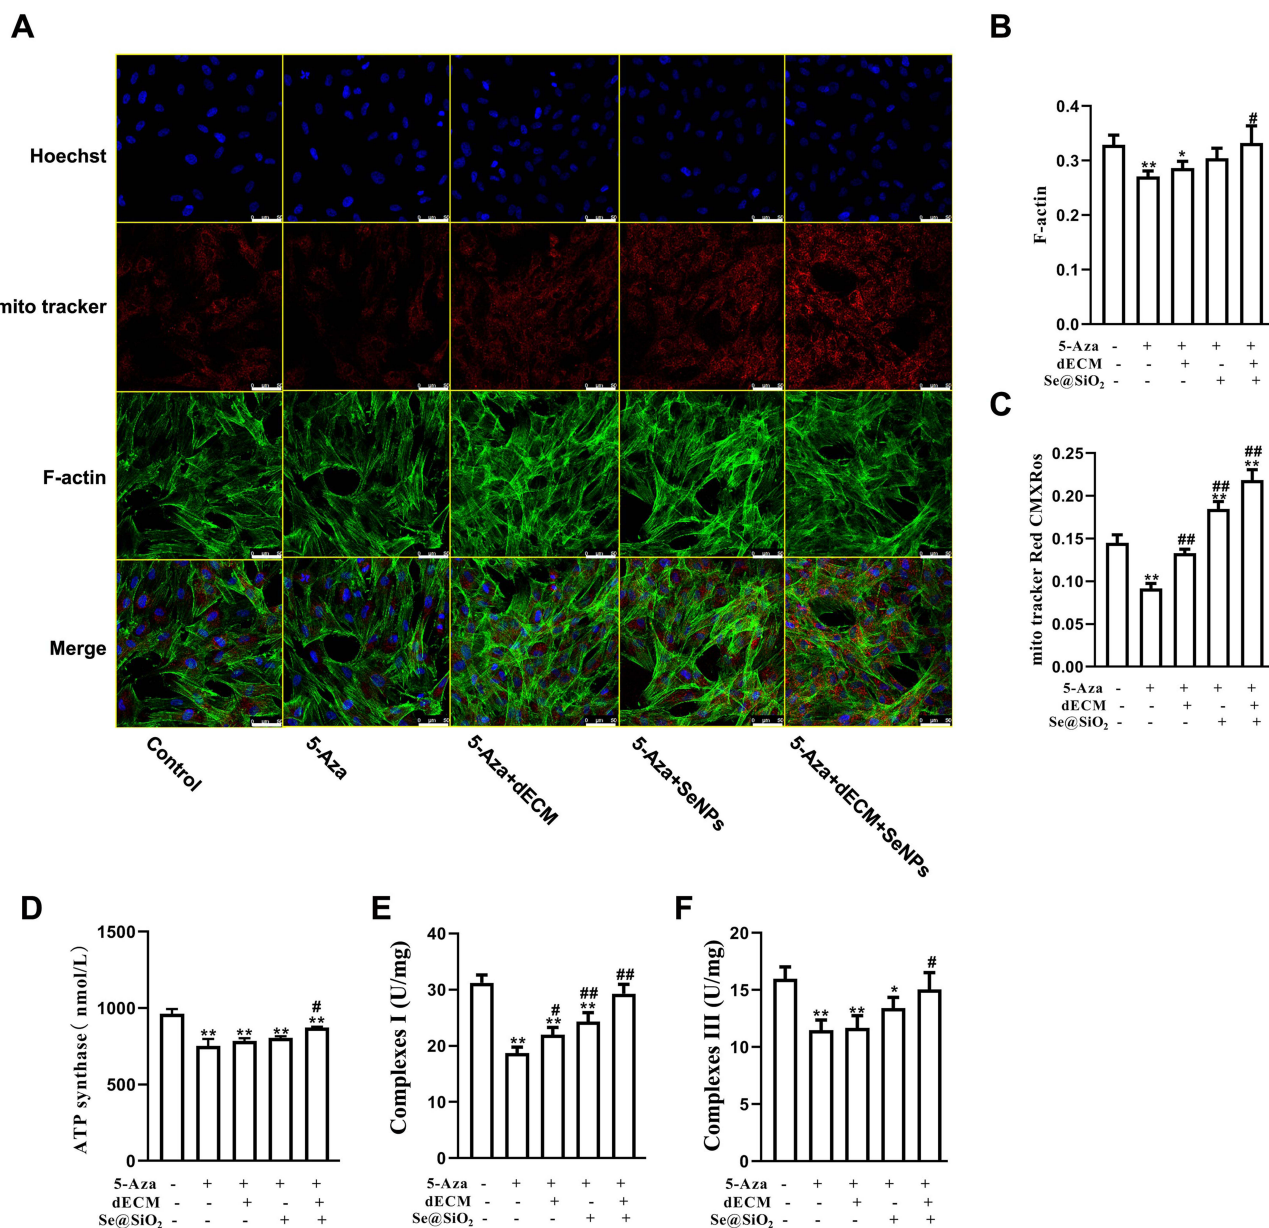 A
Hoechst
mito tracker
F-actin
Merge
0 µm 50
Control
5-Aza
5-Aza+dECM
5-Aza+SeNPs
5-Aza+dECM+SeNPs
B
F-actin
0.4
0.3
0.2
0.1
0.0
** * #
5-Aza - + + + +
dECM - - + - +
Se@SiO₂ - - - + +
C
mito tracker Red CMXRos
0.25
0.20
0.15
0.10
0.05
0.00
** ## ## ** ## **
5-Aza - + + + +
dECM - - + - +
Se@SiO₂ - - - + +
D
ATP synthase( nmol/L)
1500
1000
500
0
** ** ** # **
5-Aza - + + + +
dECM - - + - +
Se@SiO₂ - - - + +
E
Complexes I (U/mg)
40
30
20
10
0
** # ** ## ** ##
5-Aza - + + + +
dECM - - + - +
Se@SiO₂ - - - + +
F
Complexes III (U/mg)
20
15
10
5
0
** ** * #
5-Aza - + + + +
dECM - - + - +
Se@SiO₂ - - - + +